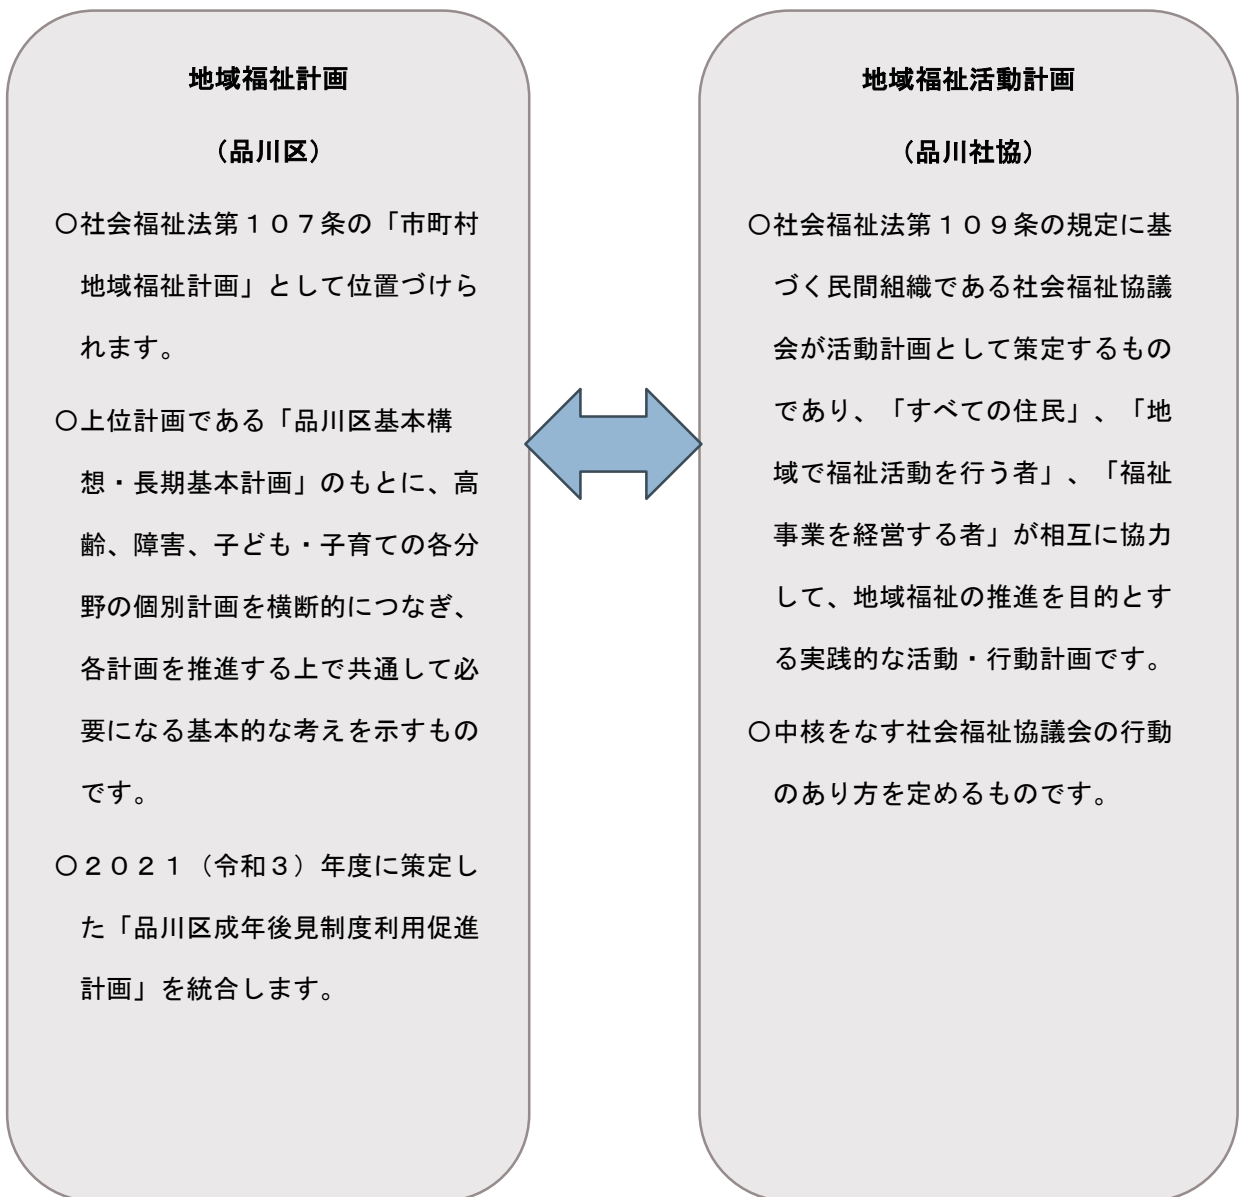 地域福祉計画
（品川区）
〇社会福祉法第１０７条の「市町村
地域福祉計画」として位置づけら
れます。
〇上位計画である「品川区基本構
想・長期基本計画」のもとに、高
齢、障害、子ども・子育ての各分
野の個別計画を横断的につなぎ、
各計画を推進する上で共通して必
要になる基本的な考えを示すもの
です。
〇２０２１（令和３）年度に策定し
た「品川区成年後見制度利用促進
計画」を統合します。
地域福祉活動計画
（品川社協）
〇社会福祉法第１０９条の規定に基
づく民間組織である社会福祉協議
会が活動計画として策定するもの
であり、「すべての住民」、「地
域で福祉活動を行う者」、「福祉
事業を経営する者」が相互に協力
して、地域福祉の推進を目的とす
る実践的な活動・行動計画です。
〇中核をなす社会福祉協議会の行動
のあり方を定めるものです。